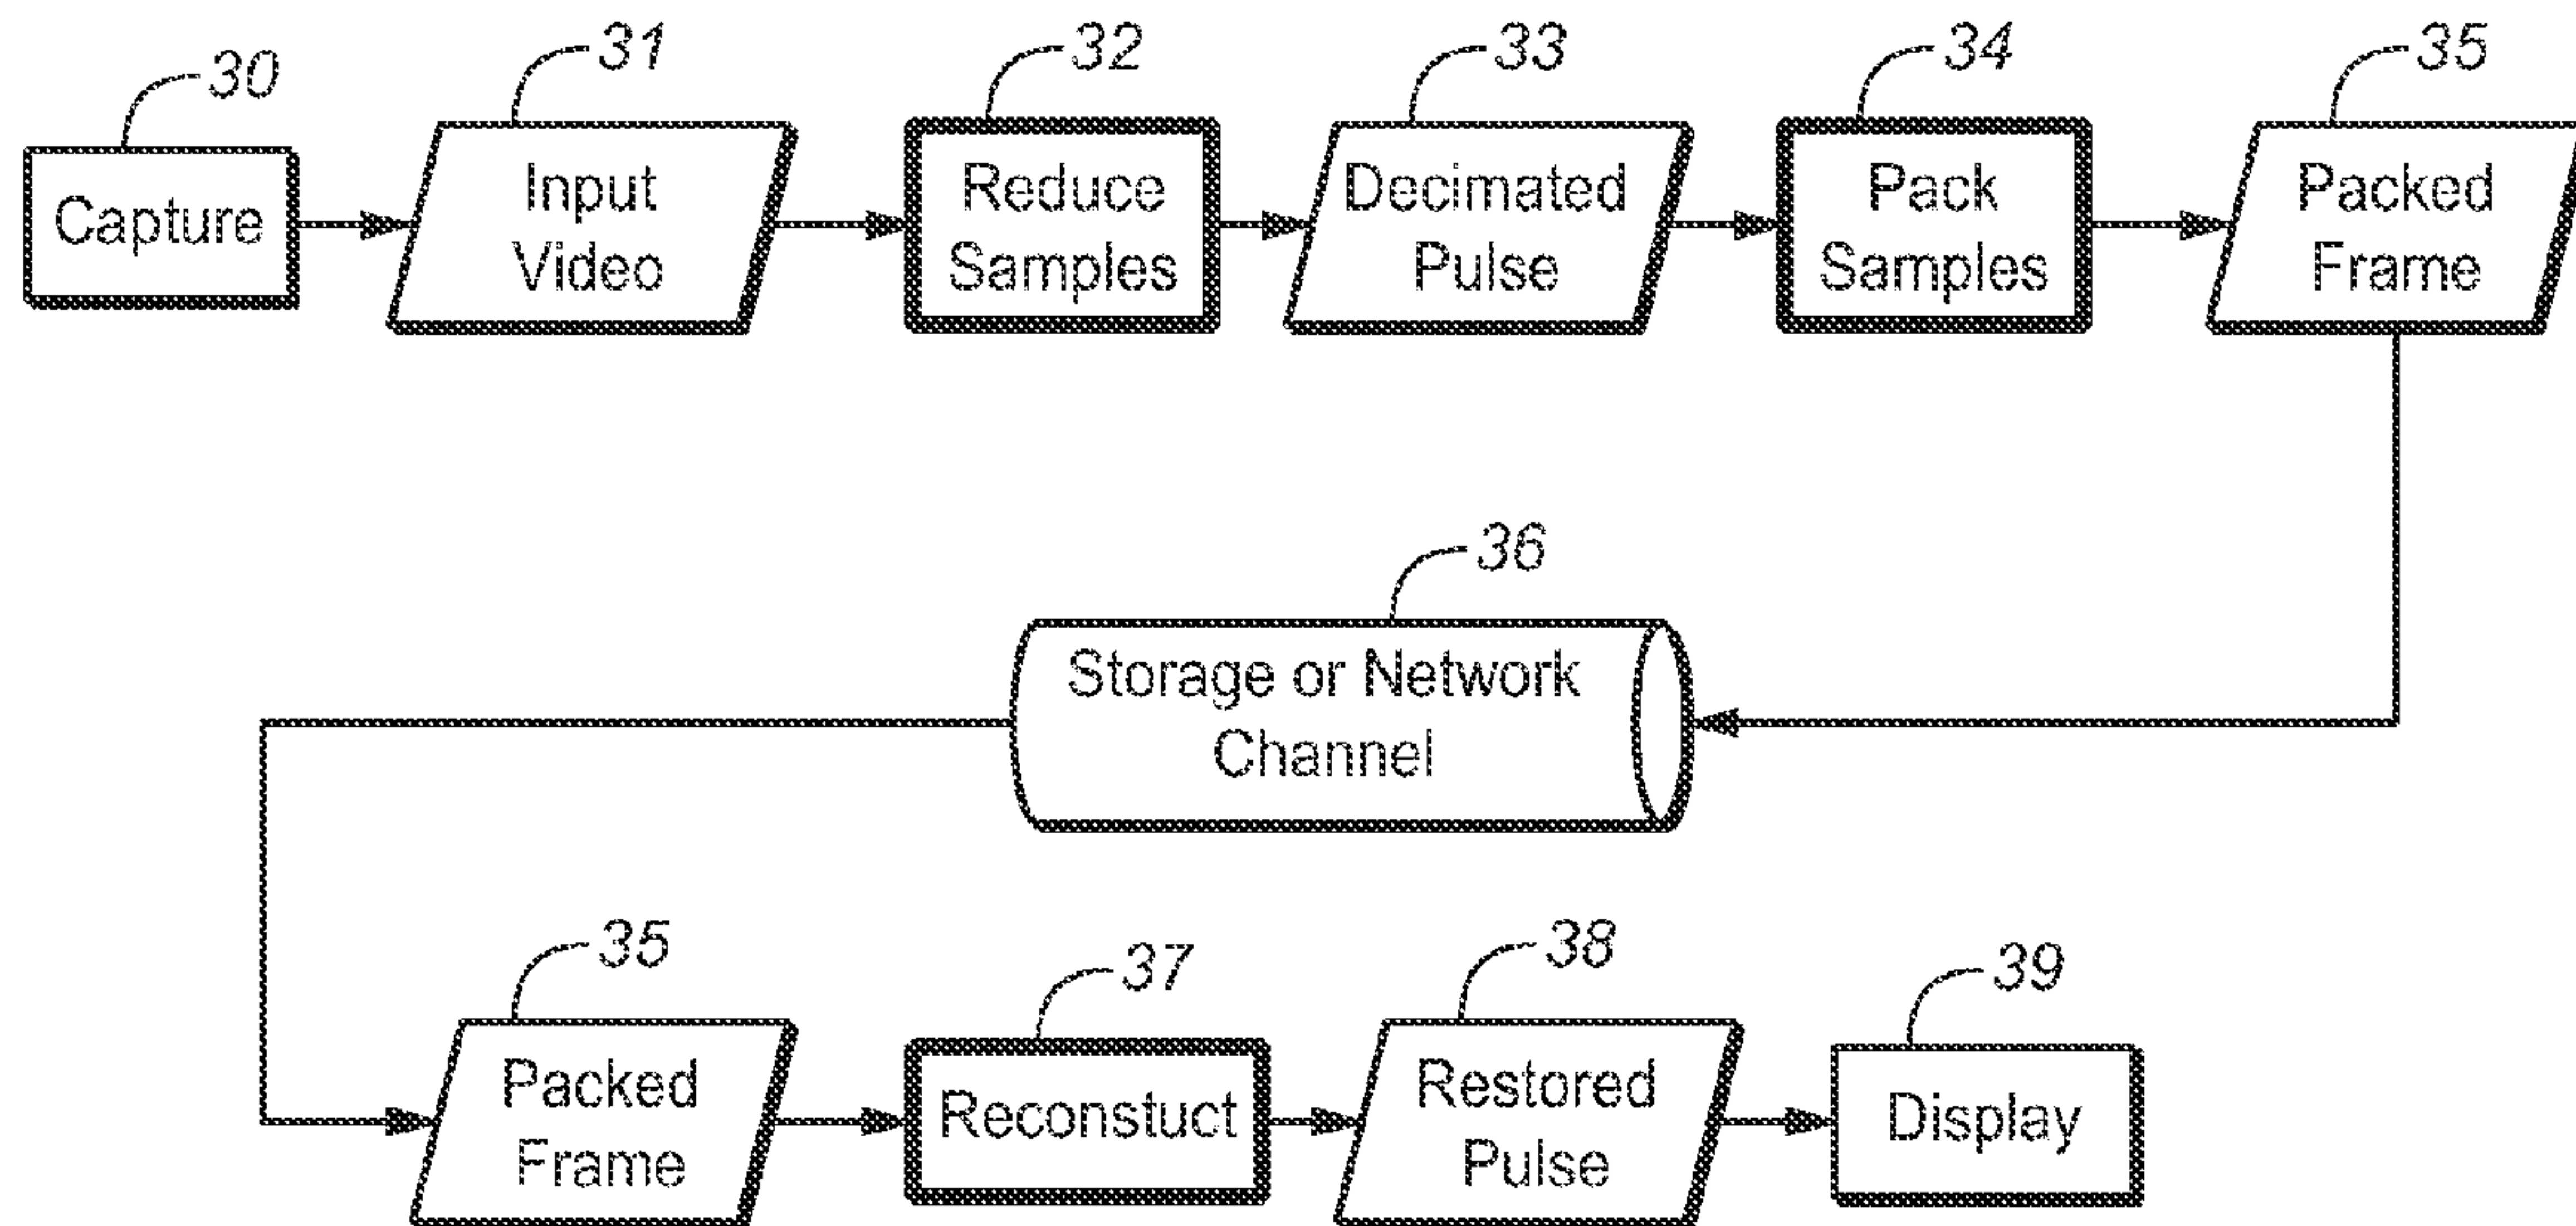 30
31
32
33
34
35
Capture
Input
Video
Reduce
Samples
Decimated
Pulse
Pack
Samples
Packed
Frame
36
Storage or Network
Channel
35
37
38
39
Packed
Frame
Reconstuct
Restored
Pulse
Display